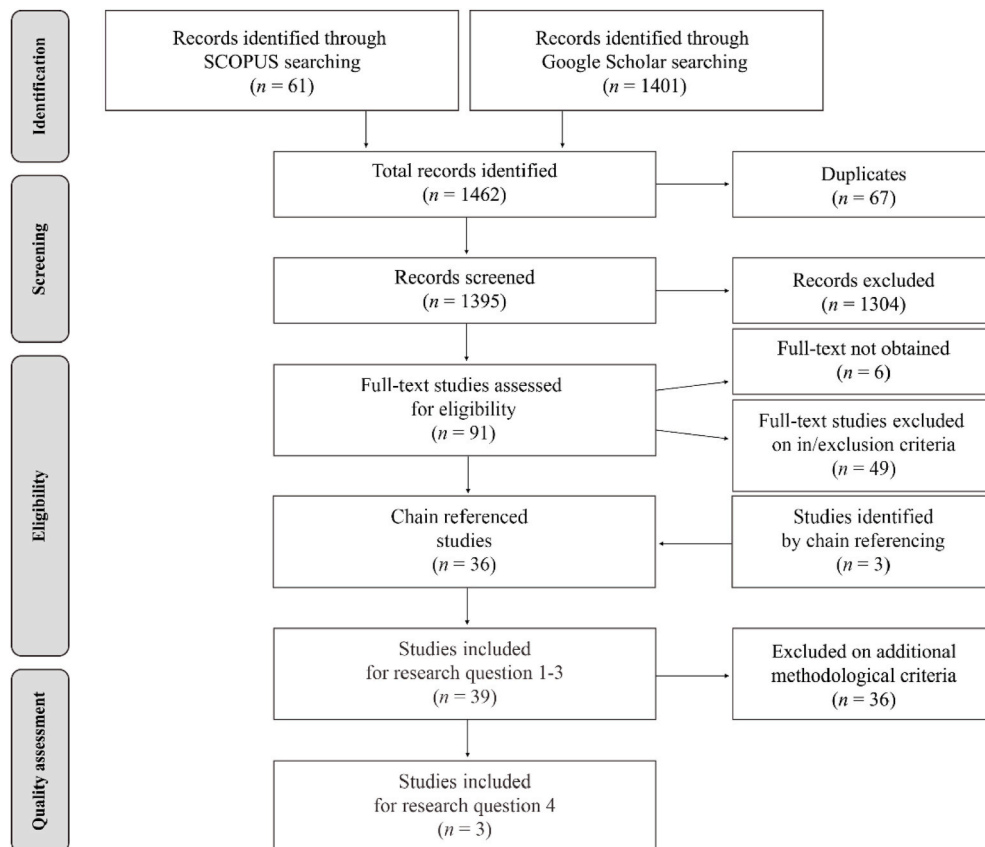 Identification
Records identified through
SCOPUS searching
(n = 61)
Records identified through
Google Scholar searching
(n = 1401)
Total records identified
(n = 1462)
Duplicates
(n = 67)
Screening
Records screened
(n = 1395)
Records excluded
(n = 1304)
Eligibility
Full-text studies assessed
for eligibility
(n = 91)
Full-text not obtained
(n = 6)
Full-text studies excluded
on in/exclusion criteria
(n = 49)
Chain referenced
studies
(n = 36)
Studies identified
by chain referencing
(n = 3)
Studies included
for research question 1-3
(n = 39)
Excluded on additional
methodological criteria
(n = 36)
Quality assessment
Studies included
for research question 4
(n = 3)